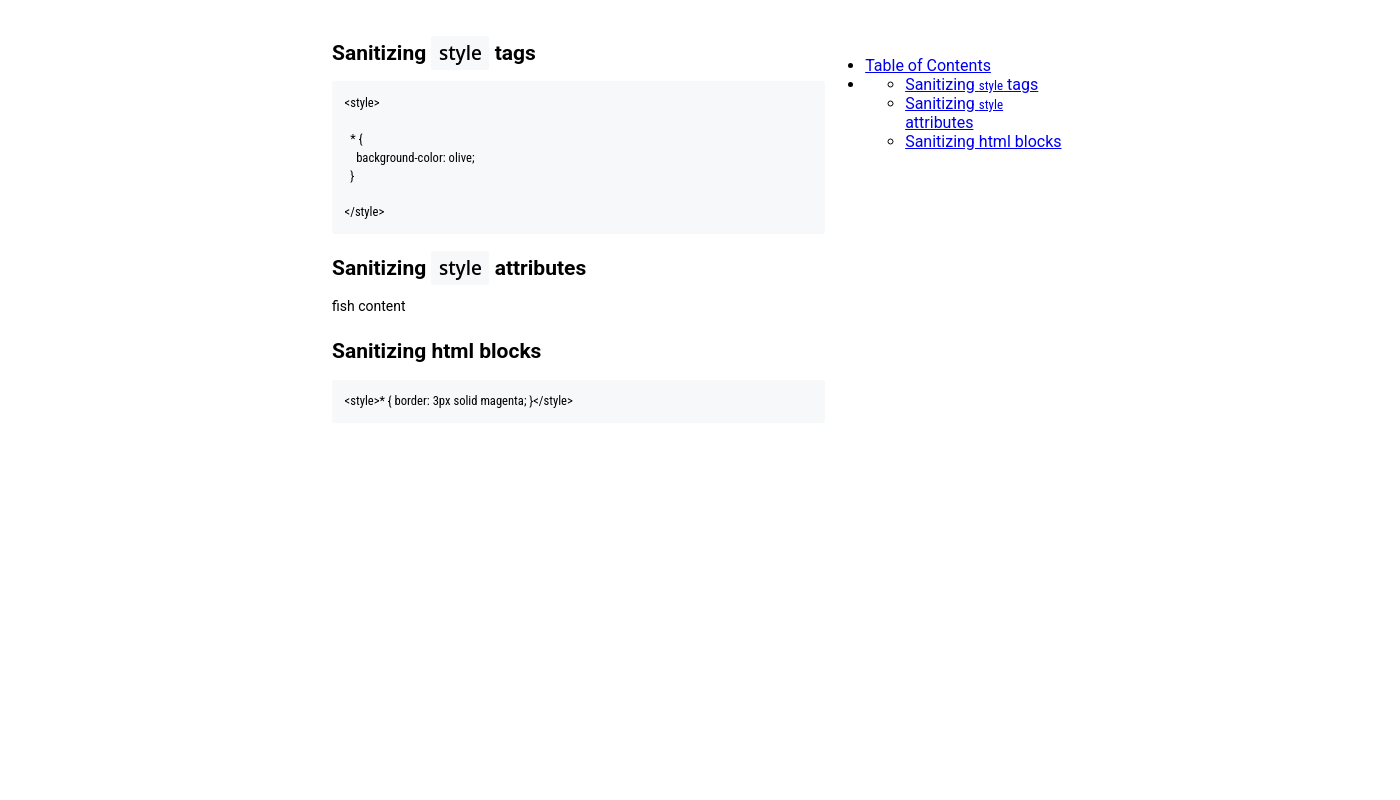 Sanitizing style tags
<style>
* {
background-color: olive;
}
</style>
Sanitizing style attributes
fish content
Sanitizing html blocks
<style>* { border: 3px solid magenta; }</style>
Table of Contents
Sanitizing style tags
Sanitizing style
attributes
Sanitizing html blocks